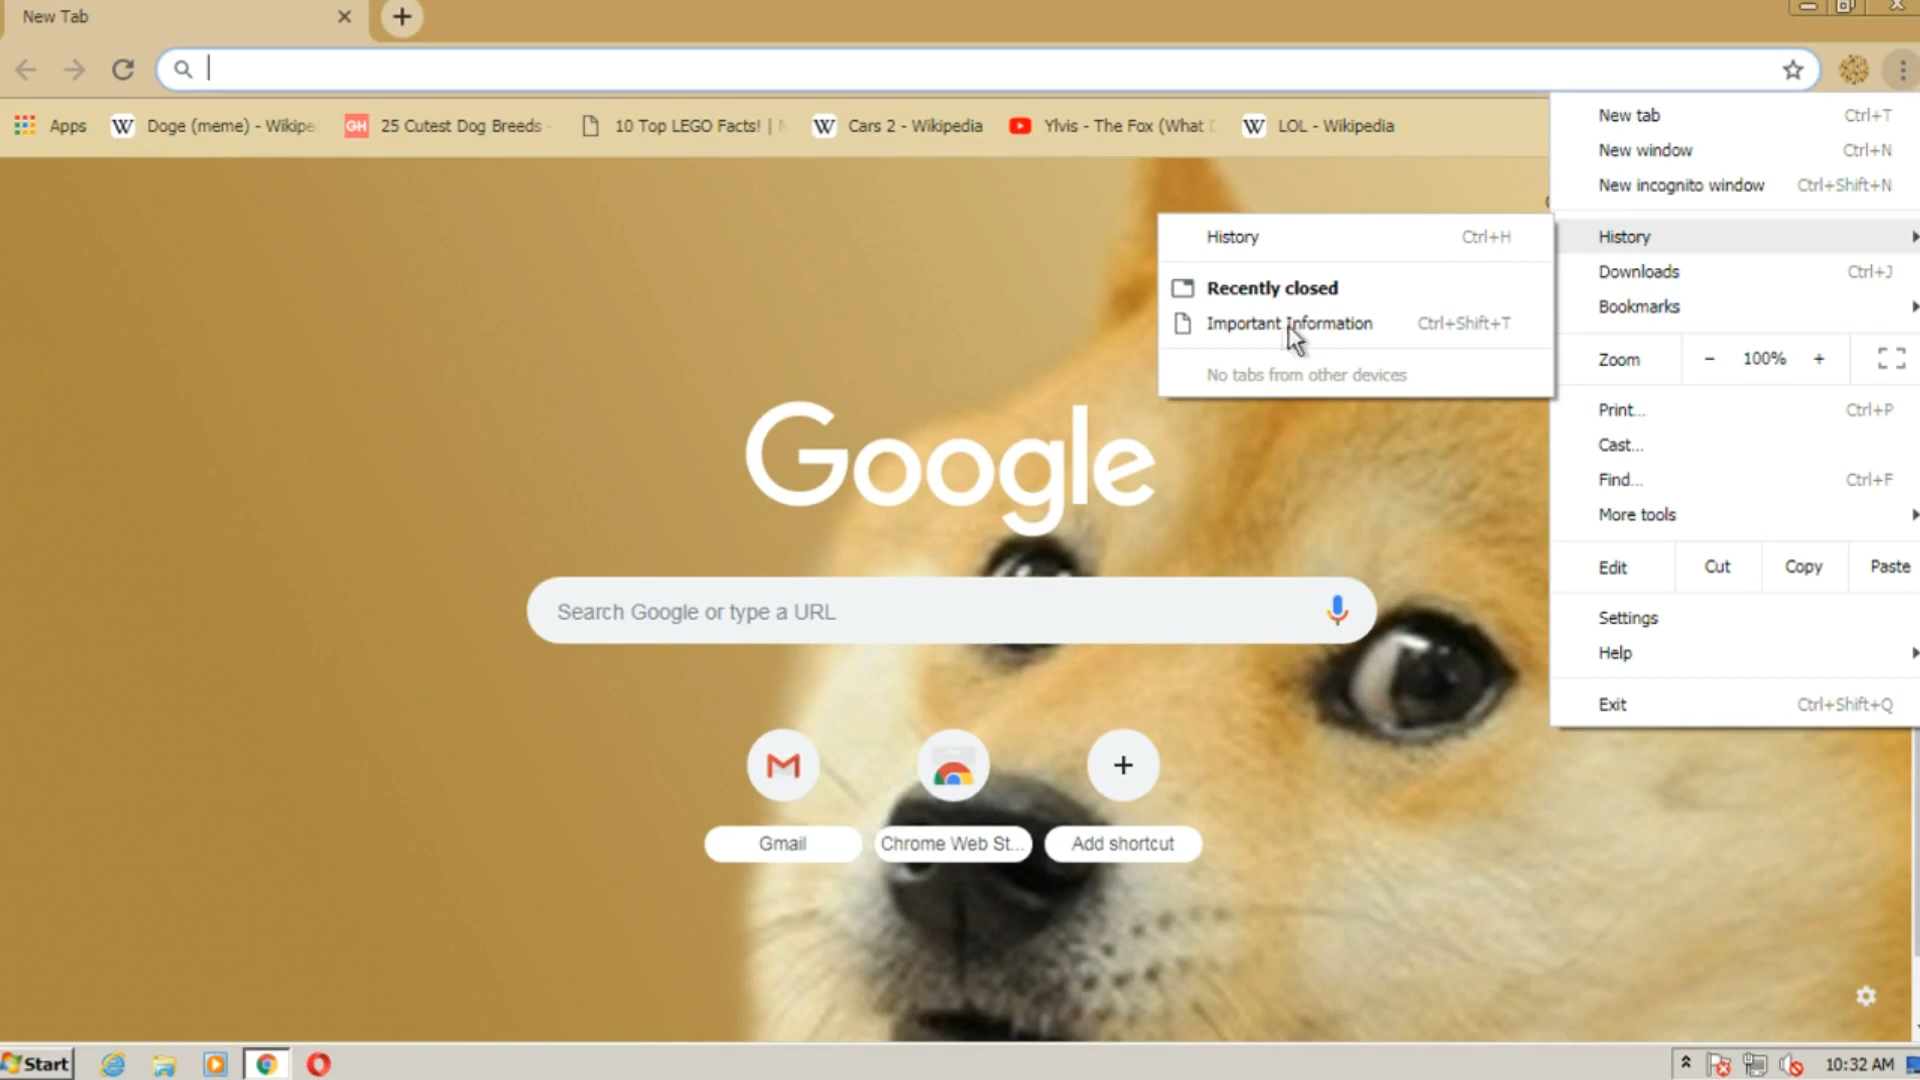 New Tab
Apps
Doge (meme) - Wikipe
GH
25 Cutest Dog Breeds -
10 Top LEGO Facts! |
W Cars 2 - Wikipedia
Ylvis - The Fox (What
W LOL - Wikipedia
New tab Ctrl+T
New window Ctrl+N
New incognito window Ctrl+Shift+N
History
Downloads Ctrl+J
Bookmarks
Zoom - 100% +
Print... Ctrl+P
Cast...
Find... Ctrl+F
More tools
Edit Cut Copy Paste
Settings
Help
Exit Ctrl+Shift+Q
History Ctrl+H
Recently closed
Important Information Ctrl+Shift+T
No tabs from other devices
Google
Search Google or type a URL
Gmail
Chrome Web St...
Add shortcut
Start
10:32 AM